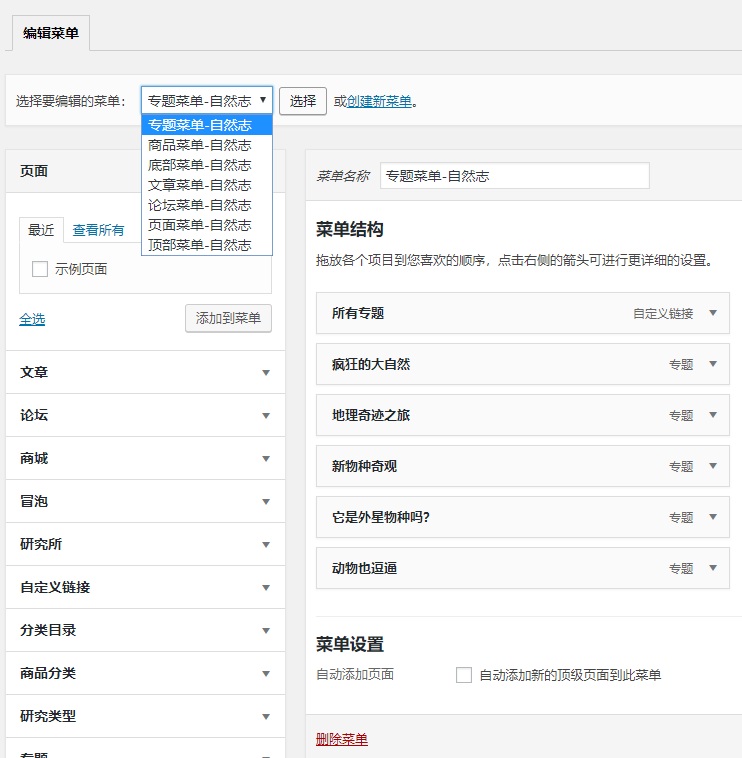 编辑菜单
选择要编辑的菜单： 专题菜单-自然志 选择 或创建新菜单。
专题菜单-自然志
商品菜单-自然志
底部菜单-自然志
文章菜单-自然志
论坛菜单-自然志
页面菜单-自然志
顶部菜单-自然志
页面
最近 查看所有
示例页面
全选 添加到菜单
文章
论坛
商城
冒泡
研究所
自定义链接
分类目录
商品分类
研究类型
专题
菜单名称 专题菜单-自然志
菜单结构
拖放各个项目到您喜欢的顺序，点击右侧的箭头可进行更详细的设置。
所有专题 自定义链接
疯狂的大自然 专题
地理奇迹之旅 专题
新物种奇观 专题
它是外星物种吗？ 专题
动物也逗逼 专题
菜单设置
自动添加页面 自动添加新的顶级页面到此菜单
删除菜单